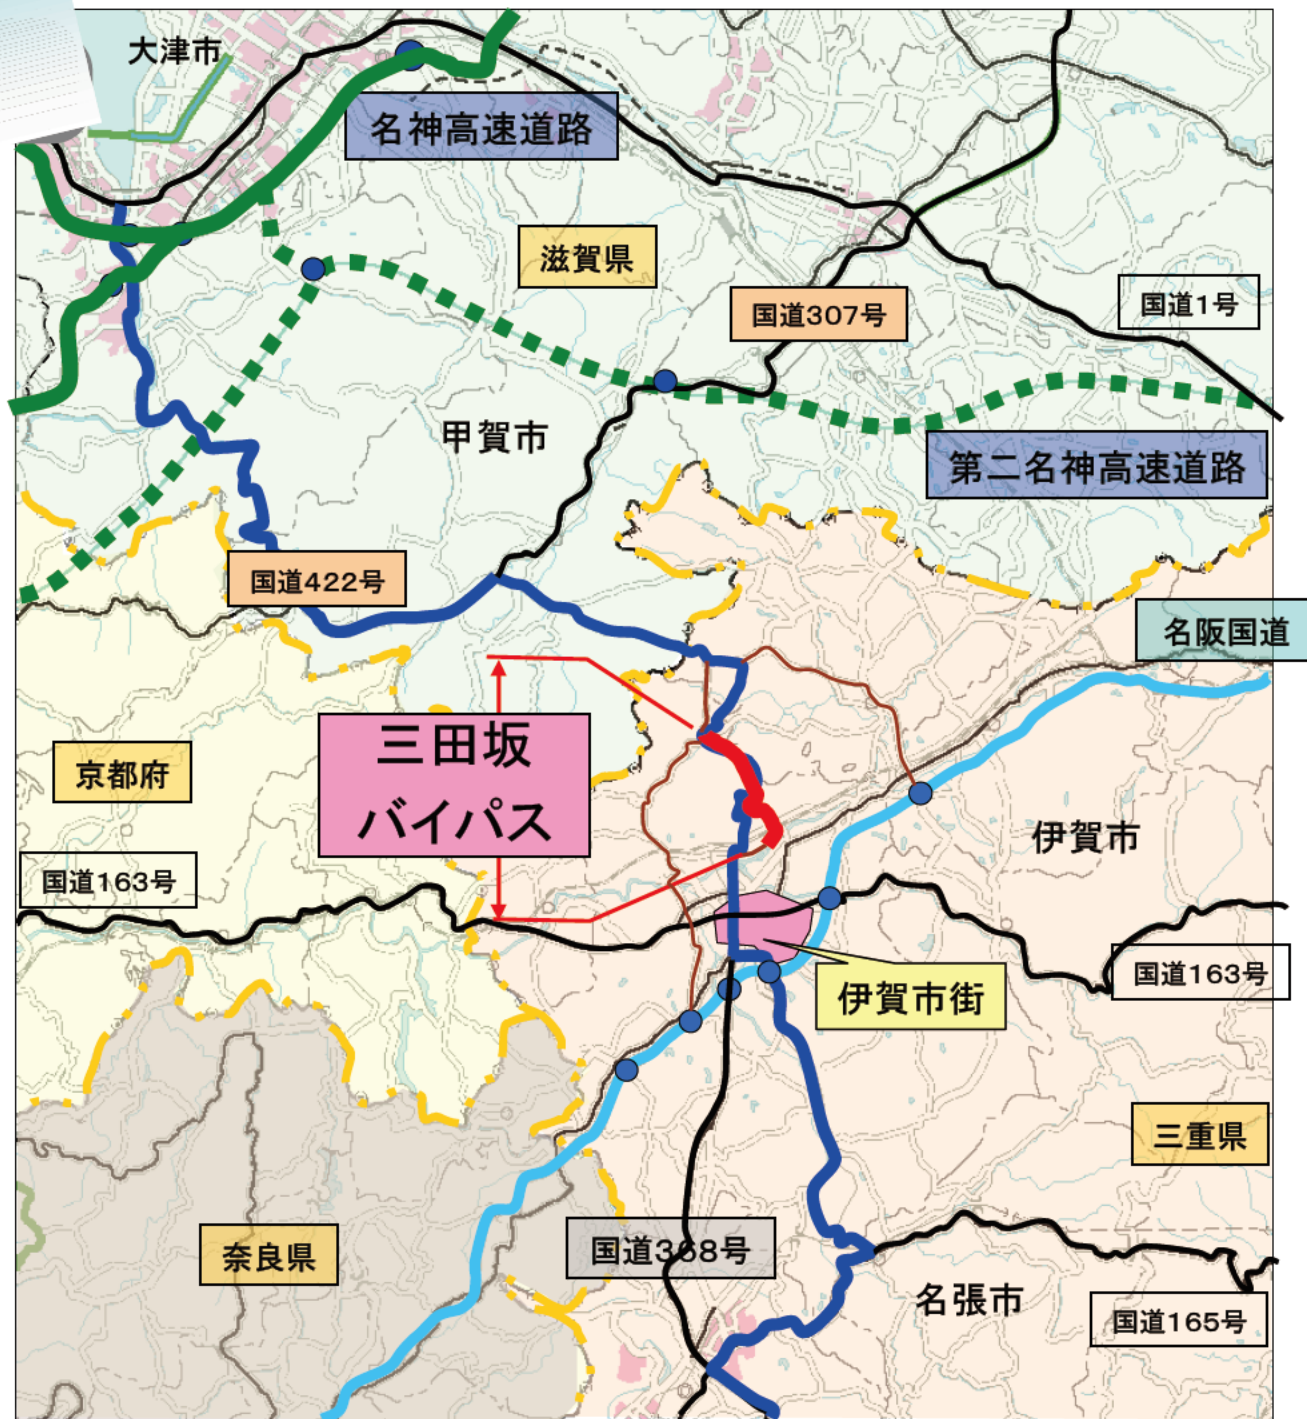 大津市
名神高速道路
滋賀県
国道307号
国道1号
甲賀市
第二名神高速道路
国道422号
名阪国道
三田坂
バイパス
京都府
伊賀市
国道163号
国道163号
伊賀市街
三重県
国道368号
奈良県
名張市
国道165号